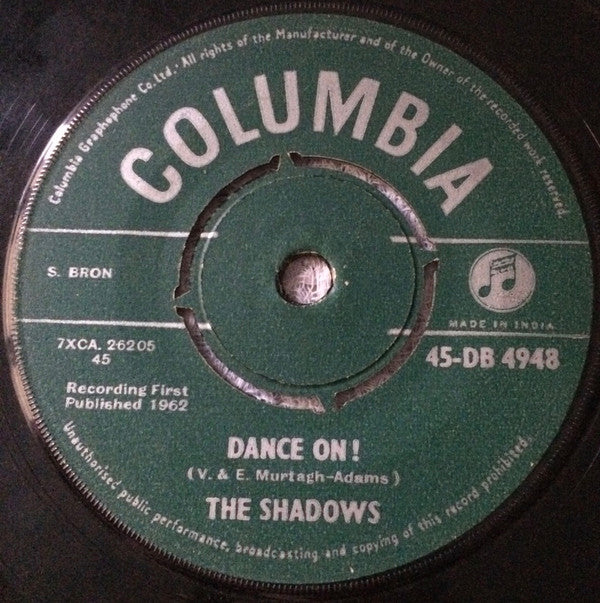 Columbia Graphophone Co. Ltd. · All rights of the Manufacturer and of the Owner of the recorded work reserved.
COLUMBIA
S. BRON
MADE IN INDIA
7XCA. 26205
45
45-DB 4948
Recording First
Published 1962
DANCE ON!
(V. & E. Murtagh-Adams)
THE SHADOWS
Unauthorised public performance, broadcasting and copying of this record prohibited.